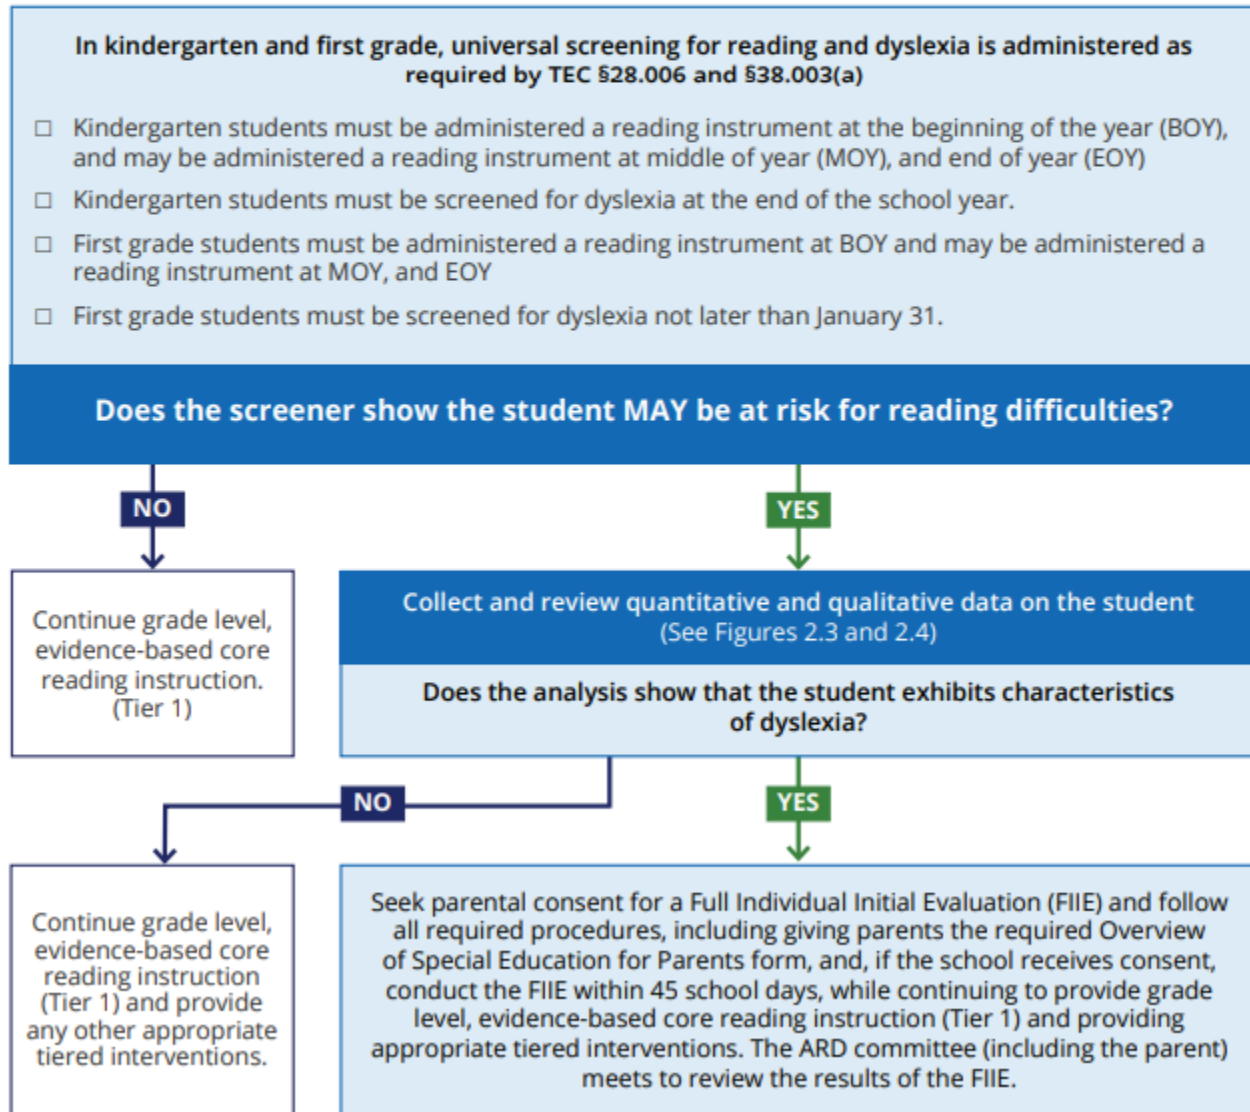 In kindergarten and first grade, universal screening for reading and dyslexia is administered as
required by TEC §28.006 and §38.003(a)
□ Kindergarten students must be administered a reading instrument at the beginning of the year (BOY),
and may be administered a reading instrument at middle of year (MOY), and end of year (EOY)
□ Kindergarten students must be screened for dyslexia at the end of the school year.
□ First grade students must be administered a reading instrument at BOY and may be administered a
reading instrument at MOY, and EOY
□ First grade students must be screened for dyslexia not later than January 31.
Does the screener show the student MAY be at risk for reading difficulties?
NO
YES
Continue grade level,
evidence-based core
reading instruction.
(Tier 1)
Collect and review quantitative and qualitative data on the student
(See Figures 2.3 and 2.4)
Does the analysis show that the student exhibits characteristics
of dyslexia?
NO
YES
Continue grade level,
evidence-based core
reading instruction
(Tier 1) and provide
any other appropriate
tiered interventions.
Seek parental consent for a Full Individual Initial Evaluation (FIIE) and follow
all required procedures, including giving parents the required Overview
of Special Education for Parents form, and, if the school receives consent,
conduct the FIIE within 45 school days, while continuing to provide grade
level, evidence-based core reading instruction (Tier 1) and providing
appropriate tiered interventions. The ARD committee (including the parent)
meets to review the results of the FIIE.